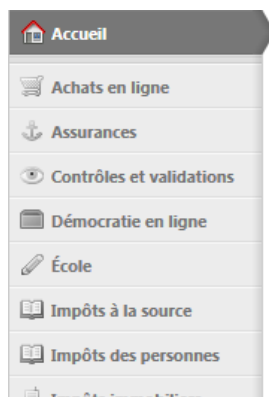 Accueil
Achats en ligne
Assurances
Contrôles et validations
Démocratie en ligne
École
Impôts à la source
Impôts des personnes